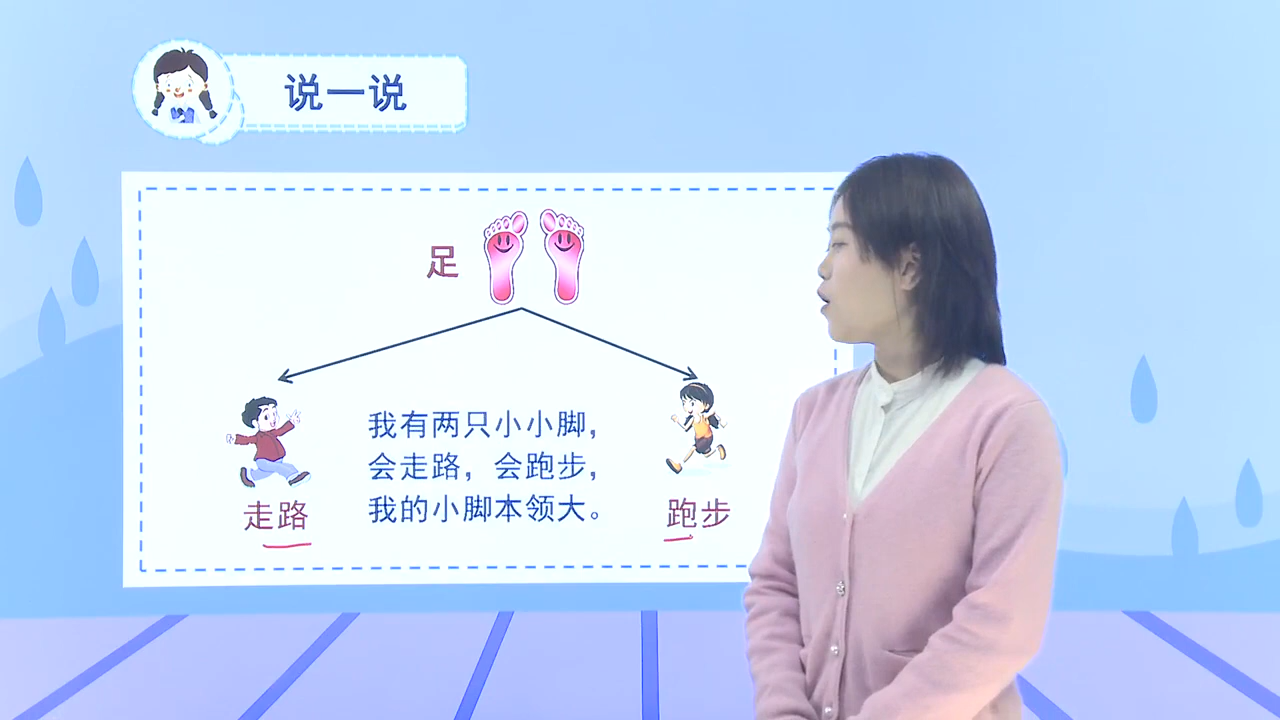 说一说
足
我有两只小小脚，
会走路，会跑步，
我的小脚本领大。
走路
跑步